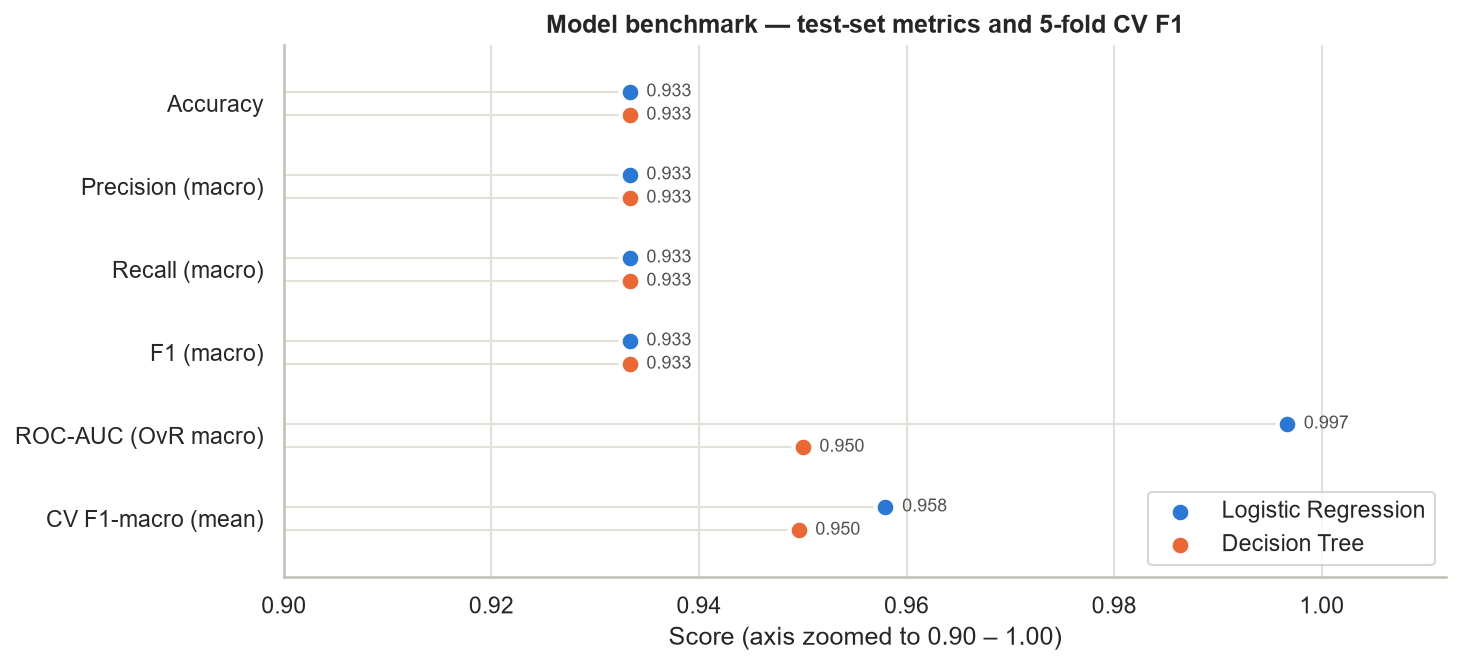 Model benchmark — test-set metrics and 5-fold CV F1
Accuracy
0.933
0.933
Precision (macro)
0.933
0.933
Recall (macro)
0.933
0.933
F1 (macro)
0.933
0.933
ROC-AUC (OvR macro)
0.997
0.950
CV F1-macro (mean)
0.958
0.950
Logistic Regression
Decision Tree
0.90 0.92 0.94 0.96 0.98 1.00
Score (axis zoomed to 0.90 – 1.00)